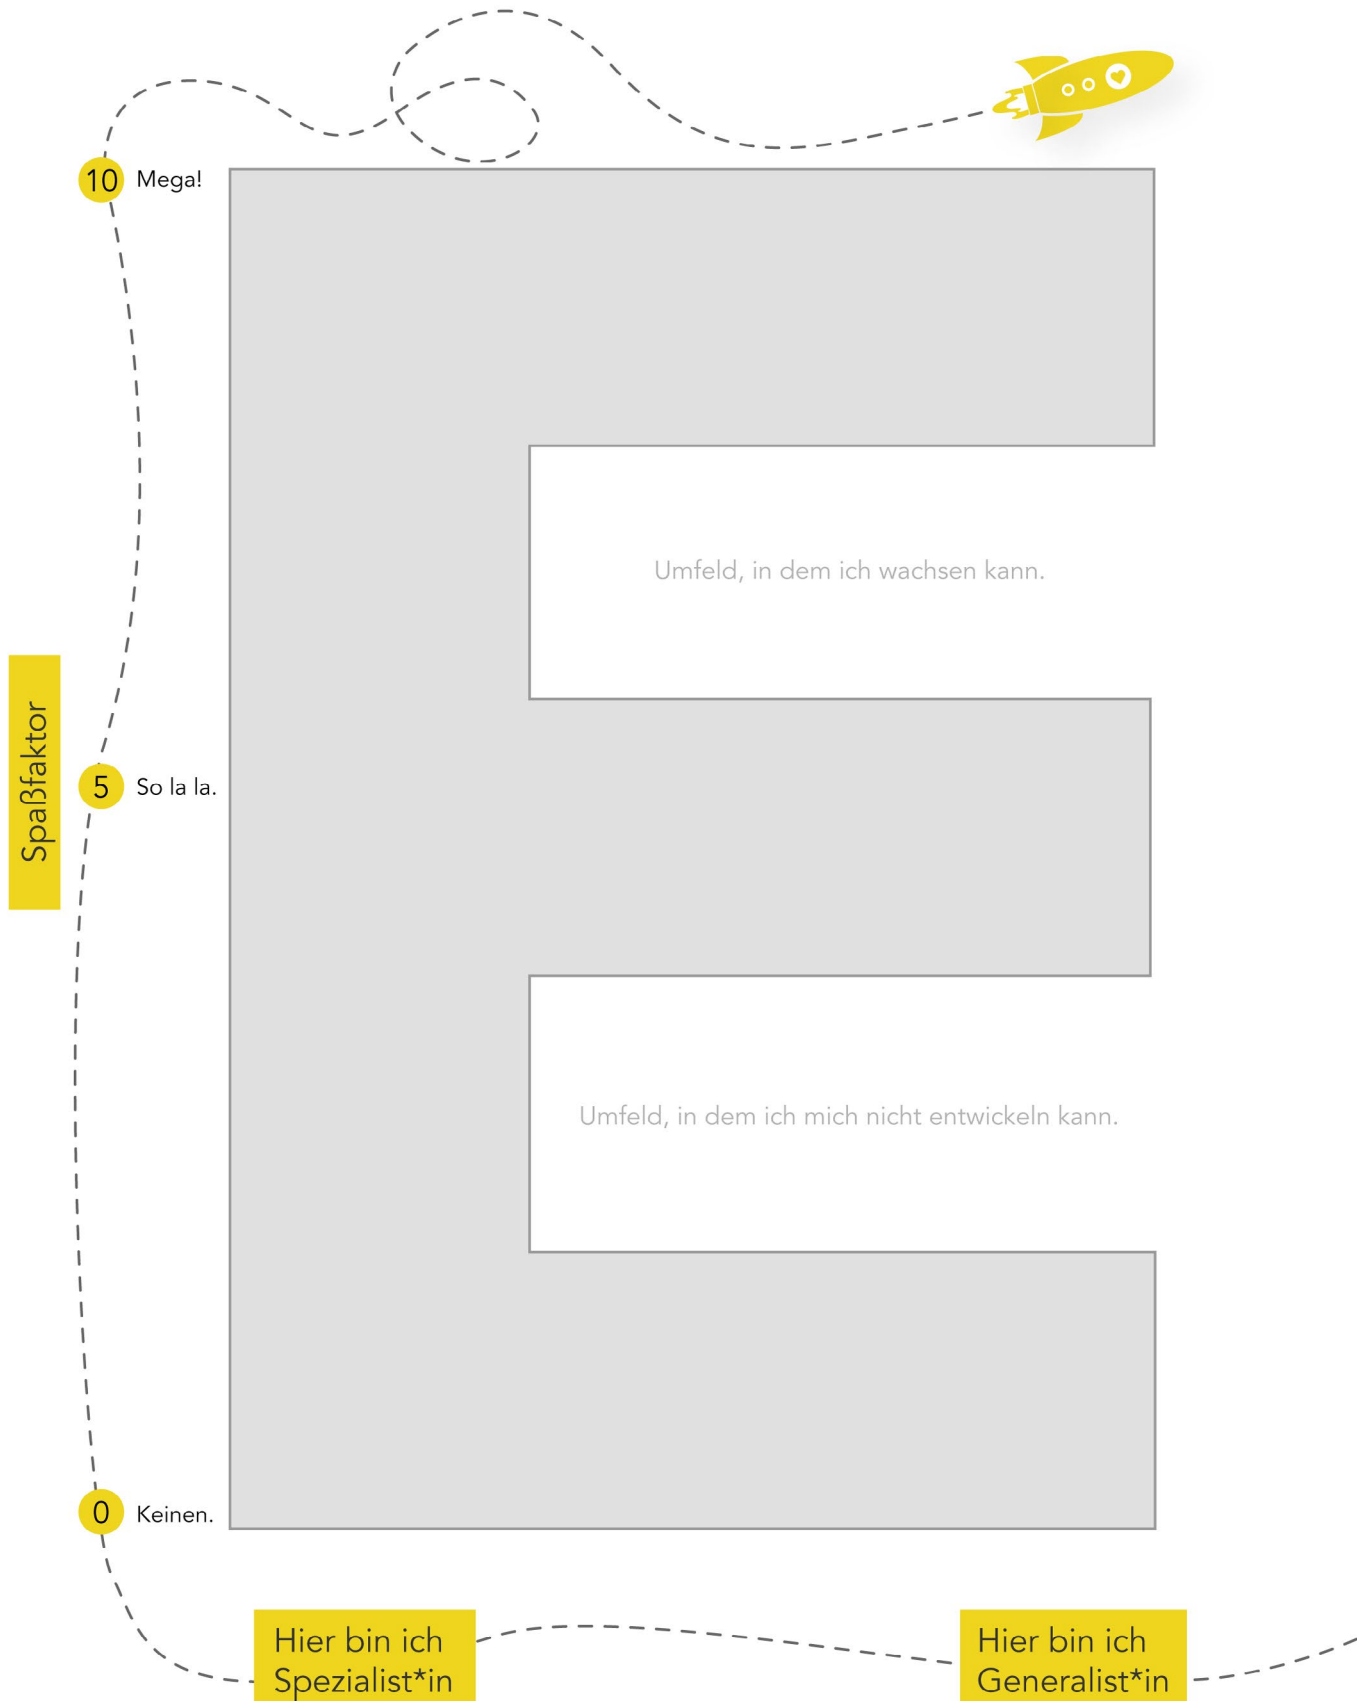 10 Mega!
Umfeld, in dem ich wachsen kann.
Spaßfaktor
5 So la la.
Umfeld, in dem ich mich nicht entwickeln kann.
0 Keinen.
Hier bin ich
Spezialist*in
Hier bin ich
Generalist*in